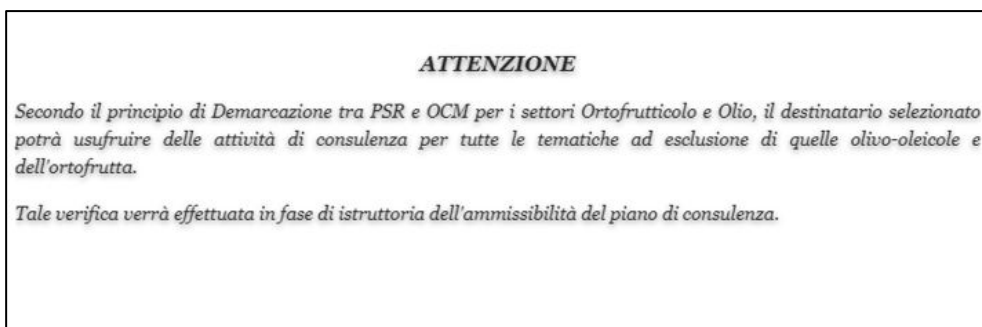 ATTENZIONE
Secondo il principio di Demarcazione tra PSR e OCM per i settori Ortofrutticolo e Olio, il destinatario selezionato
potrà usufruire delle attività di consulenza per tutte le tematiche ad esclusione di quelle olivo-oleicole e
dell'ortofrutta.
Tale verifica verrà effettuata in fase di istruttoria dell'ammissibilità del piano di consulenza.